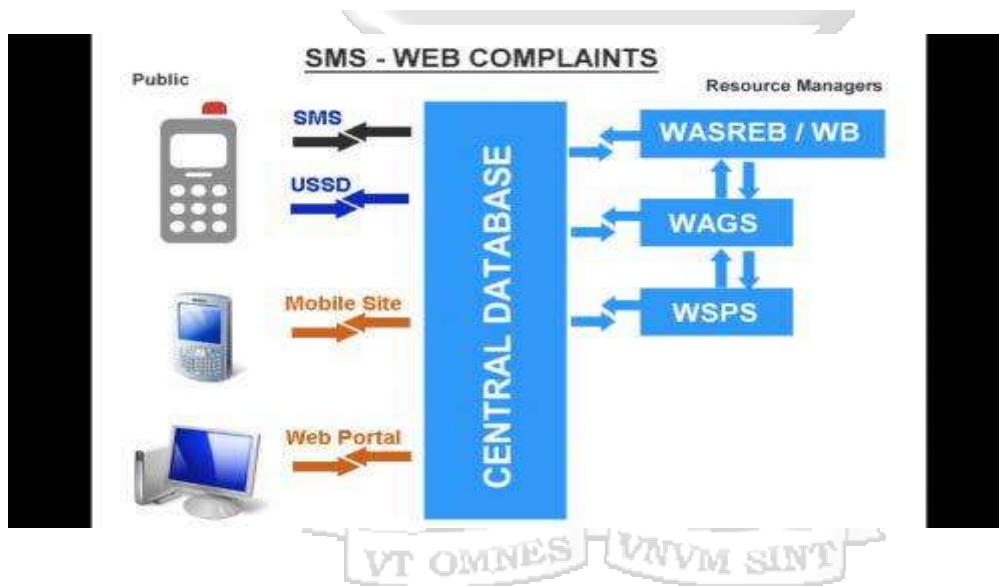 SMS - WEB COMPLAINTS
Public
Resource Managers
SMS
USSD
Mobile Site
Web Portal
CENTRAL DATABASE
WASREB / WB
WAGS
WSPS
VT OMNES VNVM SINT